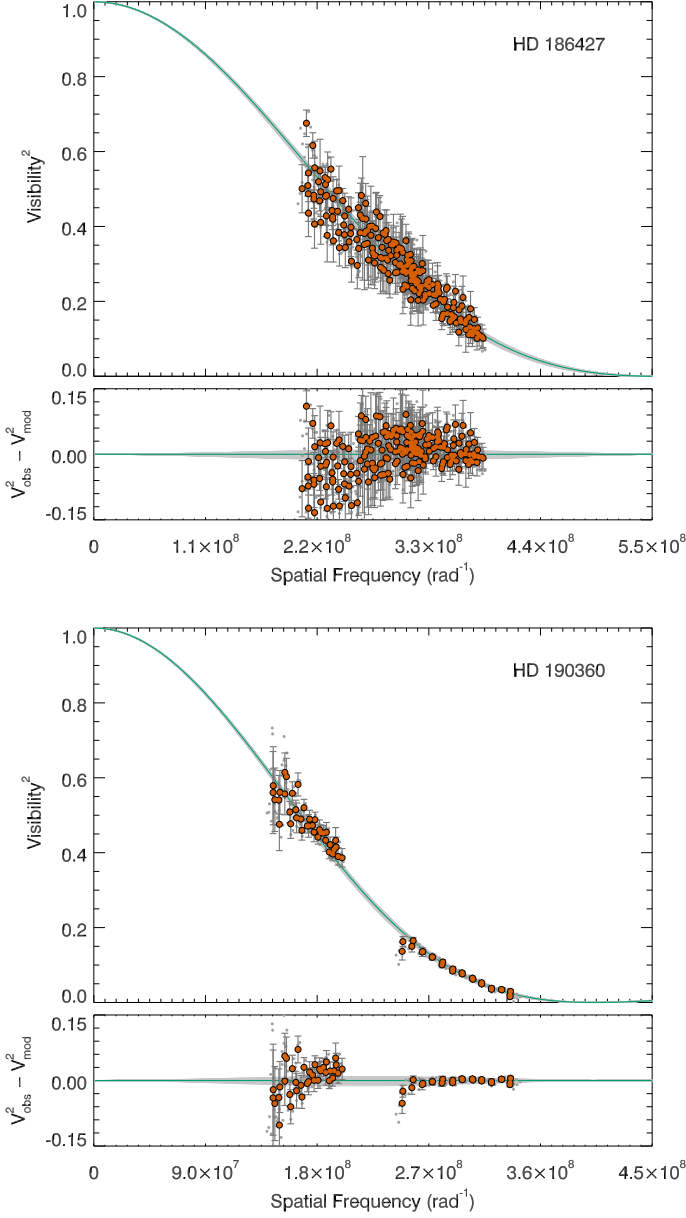 HD 186427
1.0
0.8
0.6
0.4
0.2
0.0
Visibility²
0.15
0.00
-0.15
V²obs − V²mod
0 1.1×10⁸ 2.2×10⁸ 3.3×10⁸ 4.4×10⁸ 5.5×10⁸
Spatial Frequency (rad⁻¹)
HD 190360
1.0
0.8
0.6
0.4
0.2
0.0
Visibility²
0.15
0.00
-0.15
V²obs − V²mod
0 9.0×10⁷ 1.8×10⁸ 2.7×10⁸ 3.6×10⁸ 4.5×10⁸
Spatial Frequency (rad⁻¹)